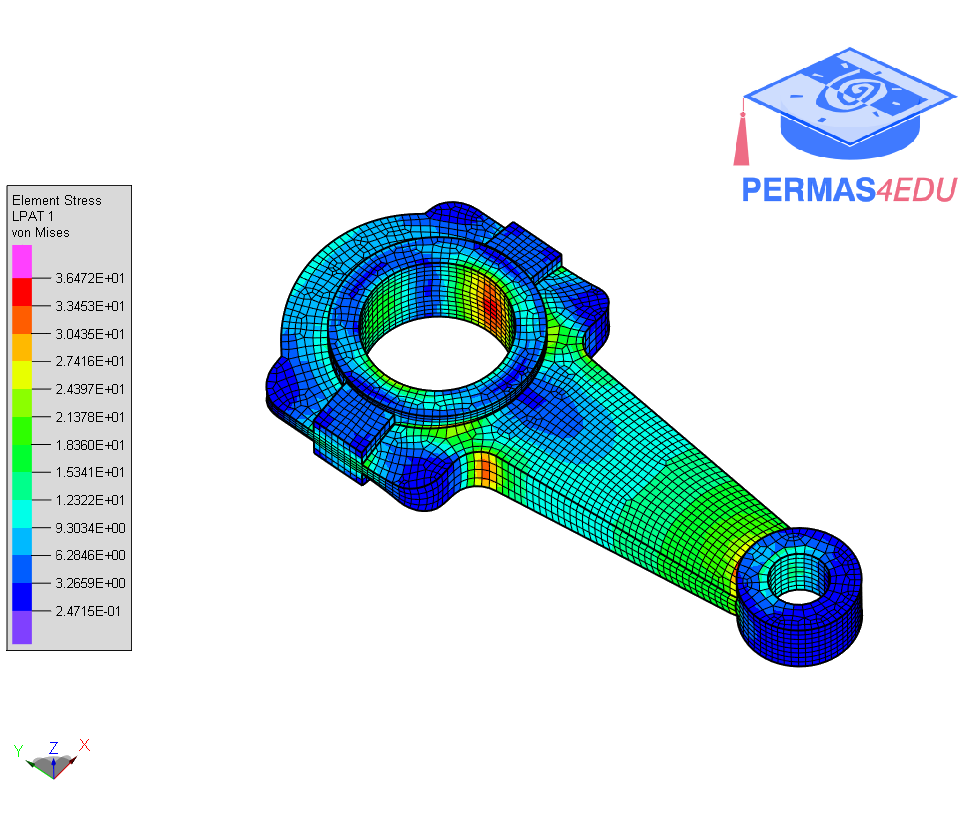 PERMAS4EDU
Element Stress
LPAT 1
von Mises
3.6472E+01
3.3453E+01
3.0435E+01
2.7416E+01
2.4397E+01
2.1378E+01
1.8360E+01
1.5341E+01
1.2322E+01
9.3034E+00
6.2846E+00
3.2659E+00
2.4715E-01
Y Z X